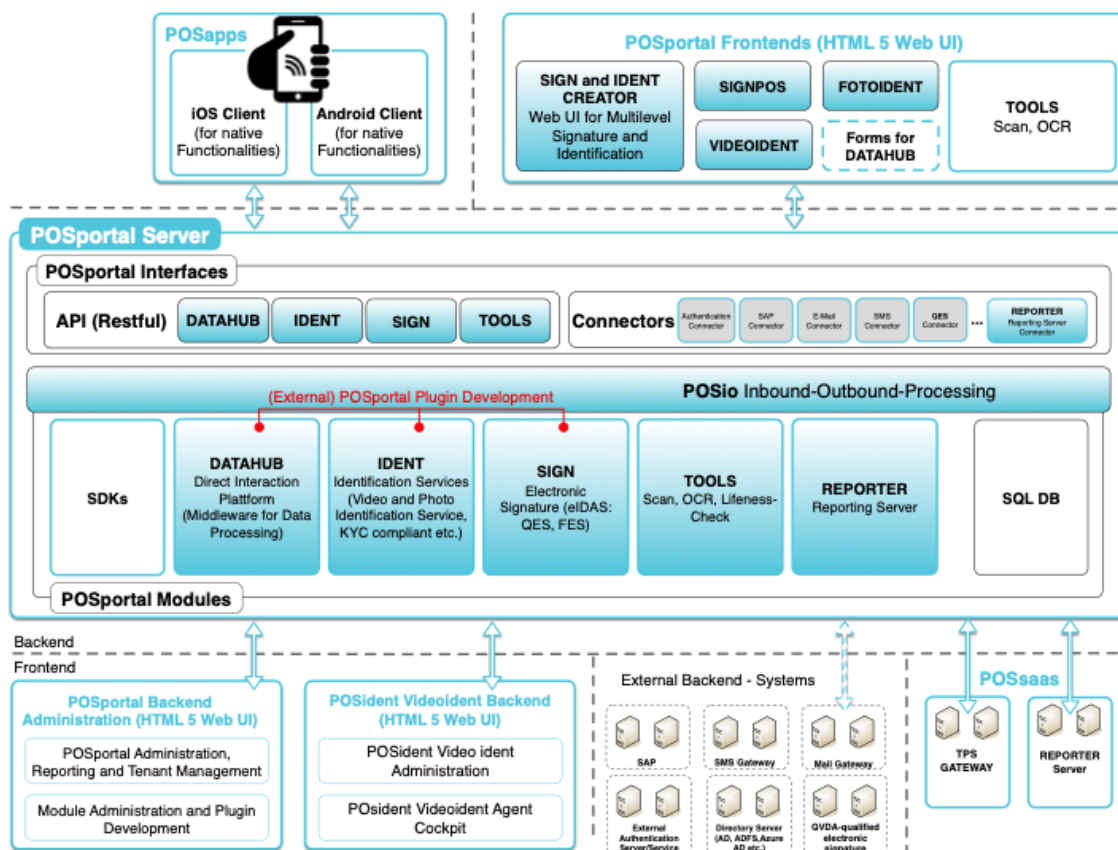 POSapps
iOS Client
(for native
Functionalities)
Android Client
(for native
Functionalities)
POSportal Frontends (HTML 5 Web UI)
SIGN and IDENT
CREATOR
Web UI for Multilevel
Signature and
Identification
SIGNPOS
FOTOIDENT
VIDEOIDENT
Forms for
DATAHUB
TOOLS
Scan, OCR
POSportal Server
POSportal Interfaces
API (Restful)
DATAHUB
IDENT
SIGN
TOOLS
Connectors
Authentication
Connector
SAP
Connector
E-Mail
Connector
SMS
Connector
QES
Connector
...
REPORTER
Reporting Server
Connector
POSio Inbound-Outbound-Processing
(External) POSportal Plugin Development
SDKs
DATAHUB
Direct Interaction
Plattform
(Middleware for Data
Processing)
IDENT
Identification Services
(Video and Photo
Identification Service,
KYC compliant etc.)
SIGN
Electronic
Signature (eIDAS:
QES, FES)
TOOLS
Scan, OCR, Lifeness-
Check
REPORTER
Reporting Server
SQL DB
POSportal Modules
Backend
Frontend
POSportal Backend
Administration (HTML 5 Web UI)
POSportal Administration,
Reporting and Tenant Management
Module Administration and Plugin
Development
POSident Videoident Backend
(HTML 5 Web UI)
POSident Video ident
Administration
POsident Videoident Agent
Cockpit
External Backend - Systems
SAP
SMS Gateway
Mail Gateway
External
Authentication
Server/Service
Directory Server
(AD, ADFS,Azure
AD etc.)
QVDA-qualified
electronic
signature
POSsaas
TPS
GATEWAY
REPORTER
Server